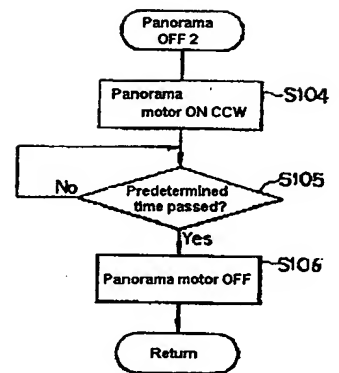 Panorama
OFF 2
Panorama
motor ON CCW
S104
No
Predetermined
time passed?
S105
Yes
Panorama motor OFF
S106
Return